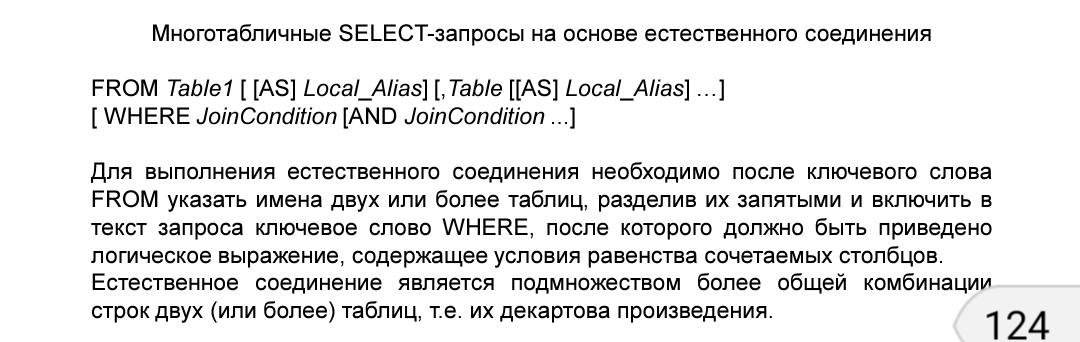 Многотабличные SELECT-запросы на основе естественного соединения
FROM Table1 [ [AS] Local_Alias] [,Table [[AS] Local_Alias] …]
[ WHERE JoinCondition [AND JoinCondition ...]
Для выполнения естественного соединения необходимо после ключевого слова
FROM указать имена двух или более таблиц, разделив их запятыми и включить в
текст запроса ключевое слово WHERE, после которого должно быть приведено
логическое выражение, содержащее условия равенства сочетаемых столбцов.
Естественное соединение является подмножеством более общей комбинации
строк двух (или более) таблиц, т.е. их декартова произведения.
124